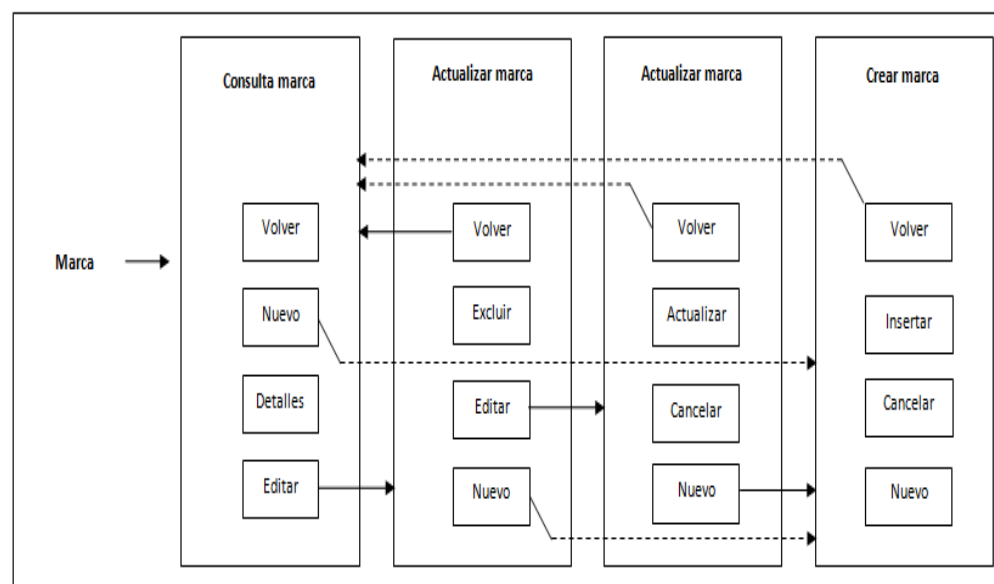 Marca
Consulta marca
Volver
Nuevo
Detalles
Editar
Actualizar marca
Volver
Excluir
Editar
Nuevo
Actualizar marca
Volver
Actualizar
Cancelar
Nuevo
Crear marca
Volver
Insertar
Cancelar
Nuevo